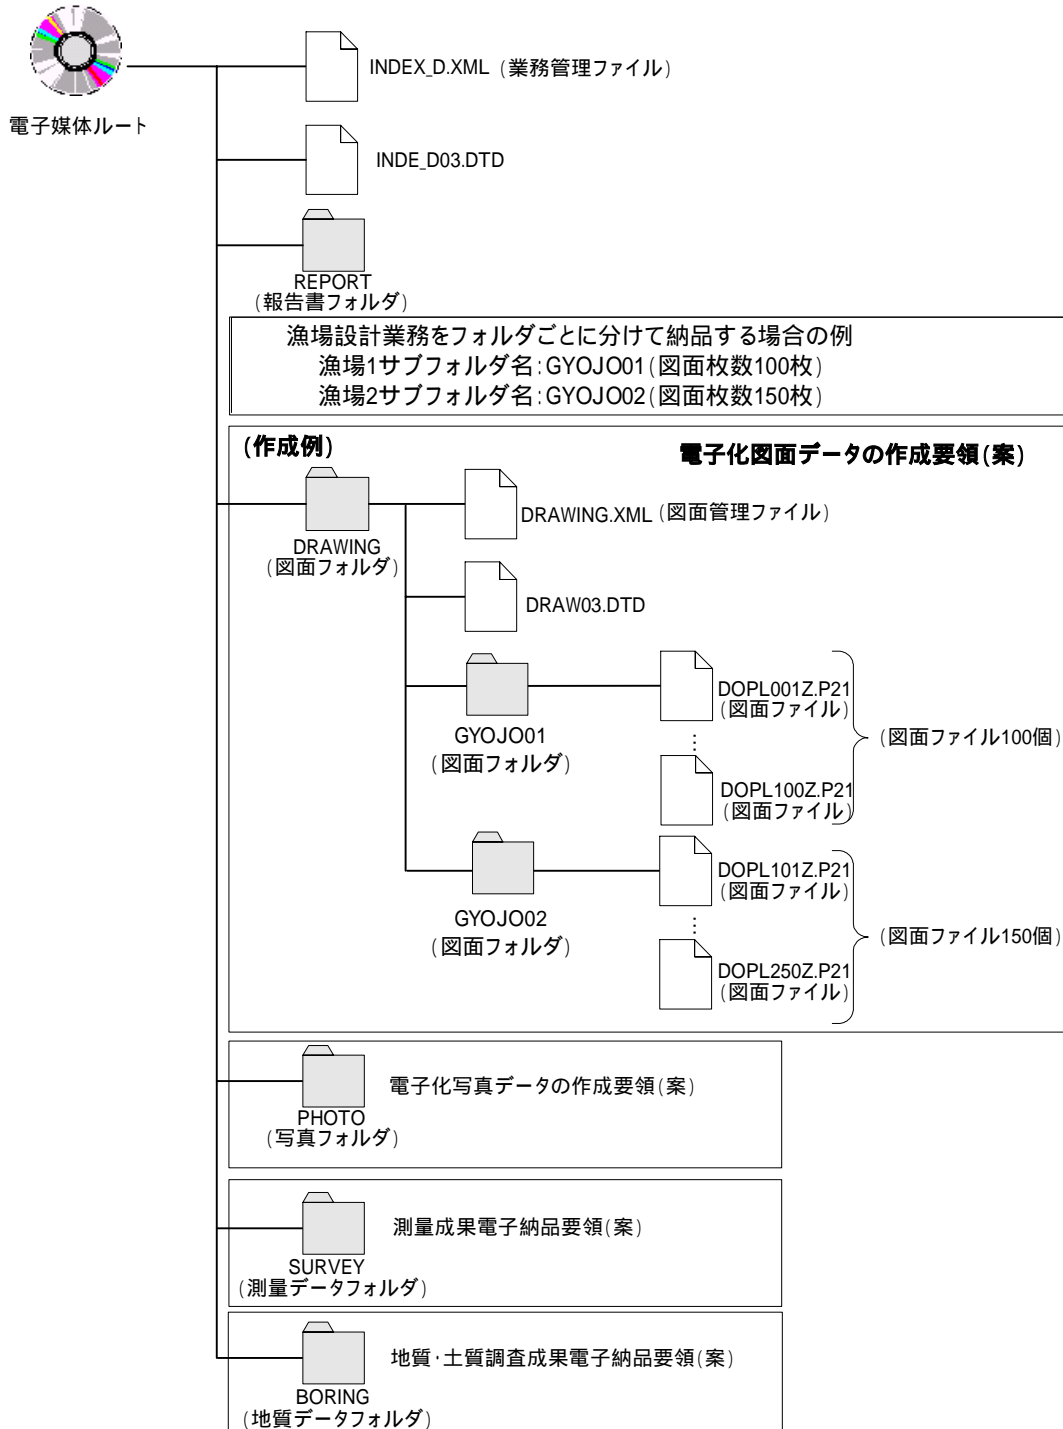 電子媒体ルート
INDEX_D.XML（業務管理ファイル）
INDE_D03.DTD
REPORT
（報告書フォルダ）
漁場設計業務をフォルダごとに分けて納品する場合の例
漁場1サブフォルダ名：GYOJO01（図面枚数100枚）
漁場2サブフォルダ名：GYOJO02（図面枚数150枚）
（作成例）
電子化図面データの作成要領（案）
DRAWING
（図面フォルダ）
DRAWING.XML（図面管理ファイル）
DRAW03.DTD
GYOJO01
（図面フォルダ）
DOPL001Z.P21
（図面ファイル）
⋮
DOPL100Z.P21
（図面ファイル）
（図面ファイル100個）
GYOJO02
（図面フォルダ）
DOPL101Z.P21
（図面ファイル）
⋮
DOPL250Z.P21
（図面ファイル）
（図面ファイル150個）
PHOTO
（写真フォルダ）
電子化写真データの作成要領（案）
SURVEY
（測量データフォルダ）
測量成果電子納品要領（案）
BORING
（地質データフォルダ）
地質・土質調査成果電子納品要領（案）